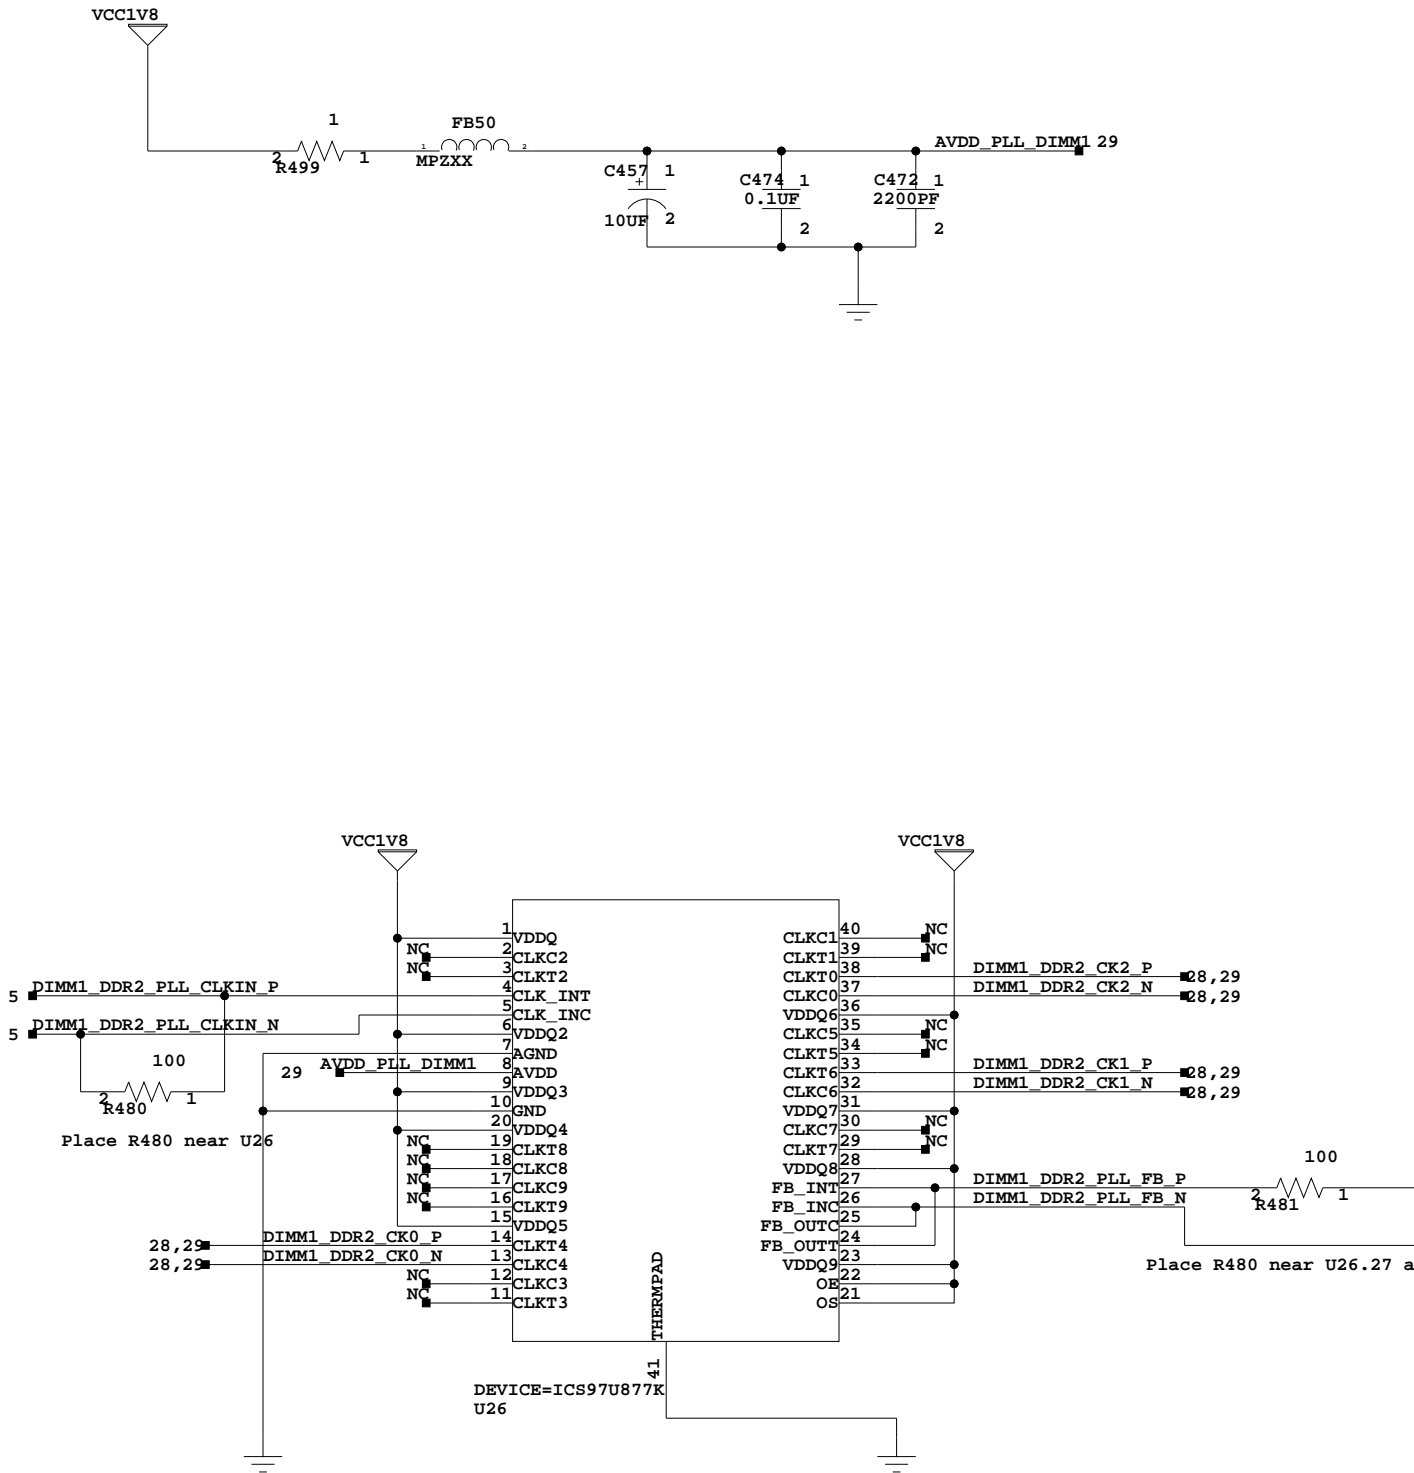 VCC1V8
1
FB50
2 R499 1
1 MPZXX 2
AVDD_PLL_DIMM1 29
C457 1
+
10UF 2
C474 1
0.1UF
2
C472 1
2200PF
2
VCC1V8
VCC1V8
1 VDDQ
NC 2 CLKC2
NC 3 CLKT2
5 DIMM1_DDR2_PLL_CLKIN_P 4 CLK_INT
5 CLK_INC
5 DIMM1_DDR2_PLL_CLKIN_N 6 VDDQ2
100
2 R480 1
Place R480 near U26
7 AGND
29 AVDD_PLL_DIMM1 8 AVDD
9 VDDQ3
10 GND
20 VDDQ4
NC 19 CLKT8
NC 18 CLKC8
NC 17 CLKC9
NC 16 CLKT9
15 VDDQ5
28,29 DIMM1_DDR2_CK0_P 14 CLKT4
28,29 DIMM1_DDR2_CK0_N 13 CLKC4
NC 12 CLKC3
NC 11 CLKT3
CLKC1 40 NC
CLKT1 39 NC
CLKT0 38 DIMM1_DDR2_CK2_P 28,29
CLKC0 37 DIMM1_DDR2_CK2_N 28,29
VDDQ6 36
CLKC5 35 NC
CLKT5 34 NC
CLKT6 33 DIMM1_DDR2_CK1_P 28,29
CLKC6 32 DIMM1_DDR2_CK1_N 28,29
VDDQ7 31
CLKC7 30 NC
CLKT7 29 NC
VDDQ8 28
FB_INT 27 DIMM1_DDR2_PLL_FB_P
FB_INC 26 DIMM1_DDR2_PLL_FB_N
FB_OUTC 25
FB_OUTT 24
VDDQ9 23
OE 22
OS 21
100
2 R481 1
Place R480 near U26.27 a
THERMPAD
41
DEVICE=ICS97U877K
U26